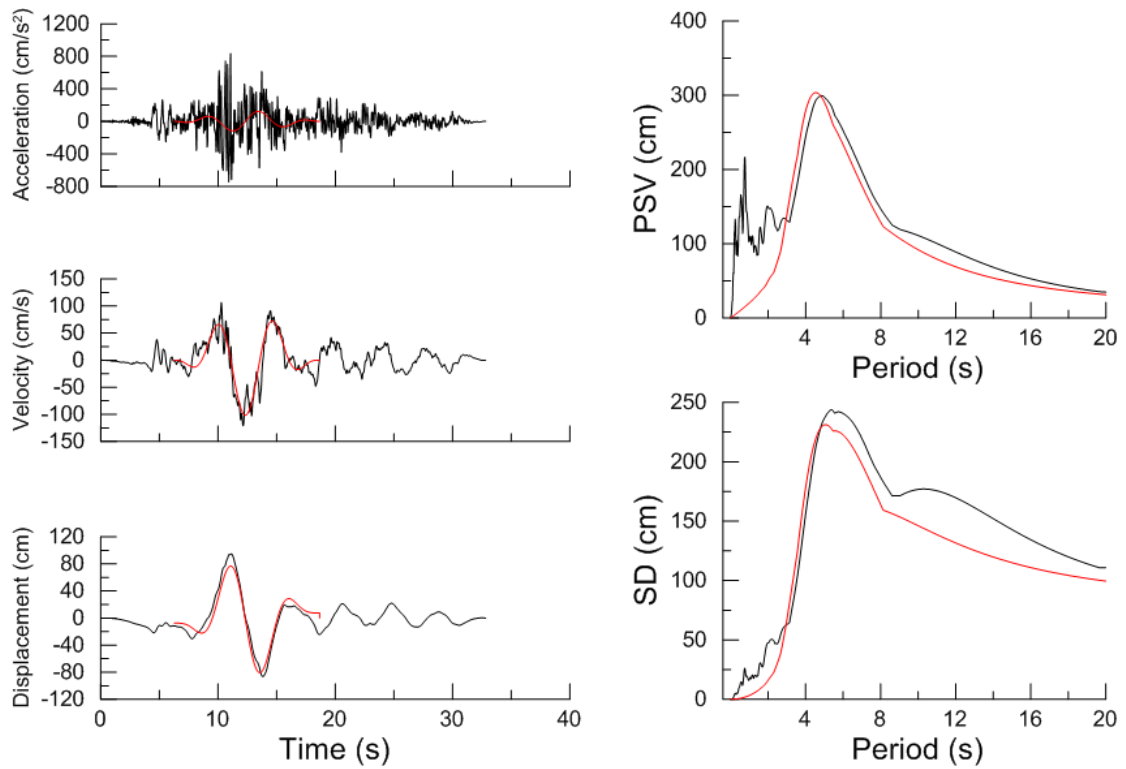 Acceleration (cm/s²)
1200
800
400
0
-400
-800
Velocity (cm/s)
150
100
50
0
-50
-100
-150
Displacement (cm)
120
80
40
0
-40
-80
-120
0 10 20 30 40
Time (s)
PSV (cm)
400
300
200
100
0
4 8 12 16 20
Period (s)
SD (cm)
250
200
150
100
50
0
4 8 12 16 20
Period (s)